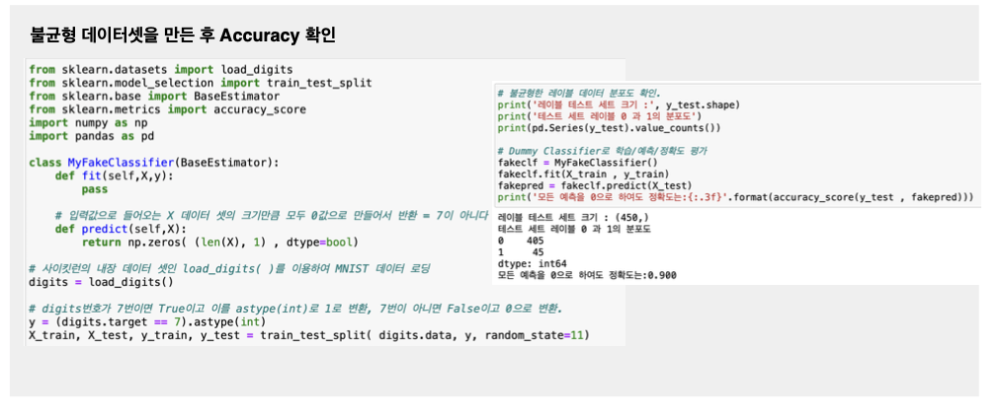 불균형 데이터셋을 만든 후 Accuracy 확인
from sklearn.datasets import load_digits
from sklearn.model_selection import train_test_split
from sklearn.base import BaseEstimator
from sklearn.metrics import accuracy_score
import numpy as np
import pandas as pd
class MyFakeClassifier(BaseEstimator):
def fit(self,X,y):
pass
# 입력값으로 들어오는 X 데이터 셋의 크기만큼 모두 0값으로 만들어서 반환 = 7이 아니다
def predict(self,X):
return np.zeros( (len(X), 1) , dtype=bool)
# 사이킷런의 내장 데이터 셋인 load_digits( )를 이용하여 MNIST 데이터 로딩
digits = load_digits()
# digits번호가 7번이면 True이고 이를 astype(int)로 1로 변환, 7번이 아니면 False이고 0으로 변환.
y = (digits.target == 7).astype(int)
X_train, X_test, y_train, y_test = train_test_split( digits.data, y, random_state=11)
# 불균형한 레이블 데이터 분포도 확인.
print('레이블 테스트 세트 크기 :', y_test.shape)
print('테스트 세트 레이블 0 과 1의 분포도')
print(pd.Series(y_test).value_counts())
# Dummy Classifier로 학습/예측/정확도 평가
fakeclf = MyFakeClassifier()
fakeclf.fit(X_train , y_train)
fakepred = fakeclf.predict(X_test)
print('모든 예측을 0으로 하여도 정확도는:{:.3f}'.format(accuracy_score(y_test , fakepred)))
레이블 테스트 세트 크기 : (450,)
테스트 세트 레이블 0 과 1의 분포도
0 405
1 45
dtype: int64
모든 예측을 0으로 하여도 정확도는:0.900